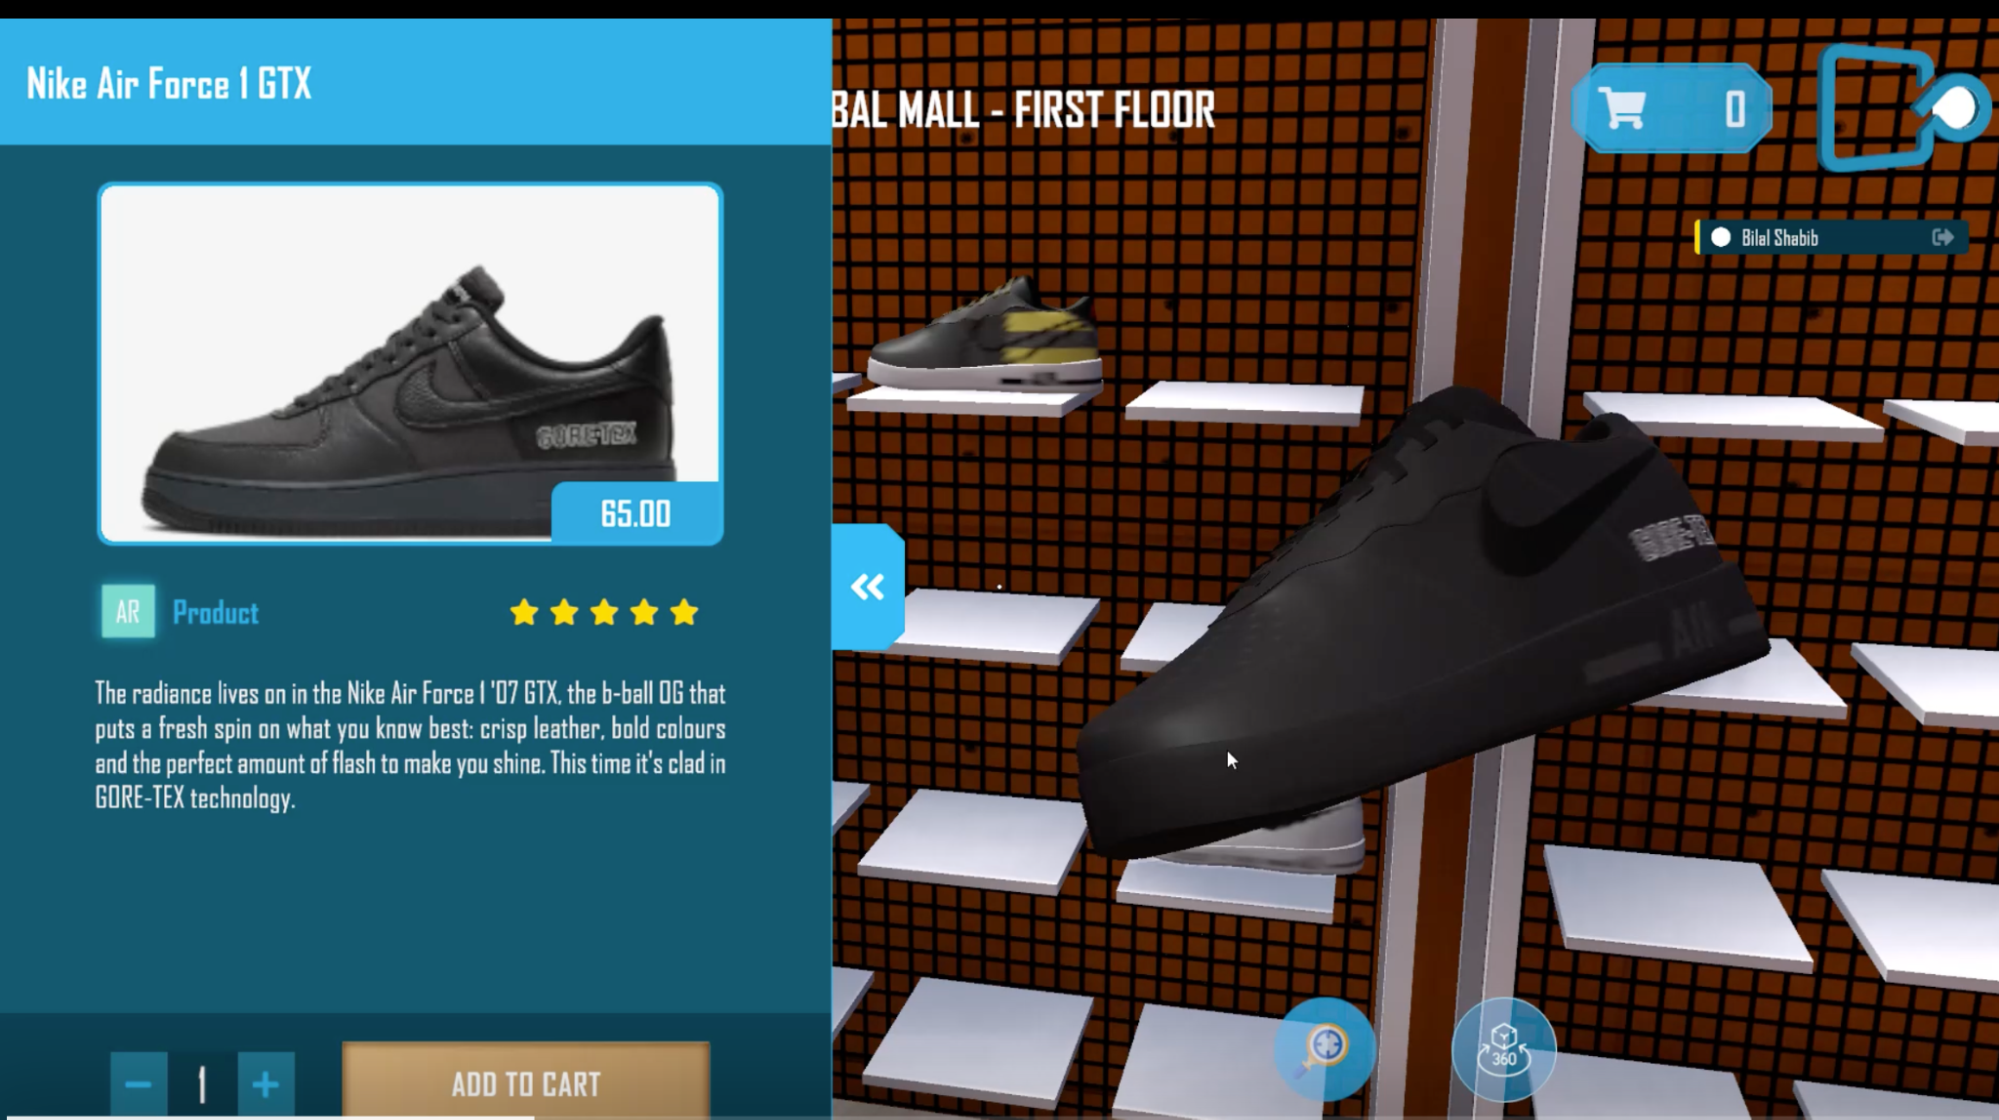 Nike Air Force 1 GTX
BAL MALL - FIRST FLOOR
0
Bilal Shabib
GORE-TEX
65.00
AR Product
The radiance lives on in the Nike Air Force 1 '07 GTX, the b-ball OG that
puts a fresh spin on what you know best: crisp leather, bold colours
and the perfect amount of flash to make you shine. This time it's clad in
GORE-TEX technology.
GORE-TE
AIR
360
1
ADD TO CART